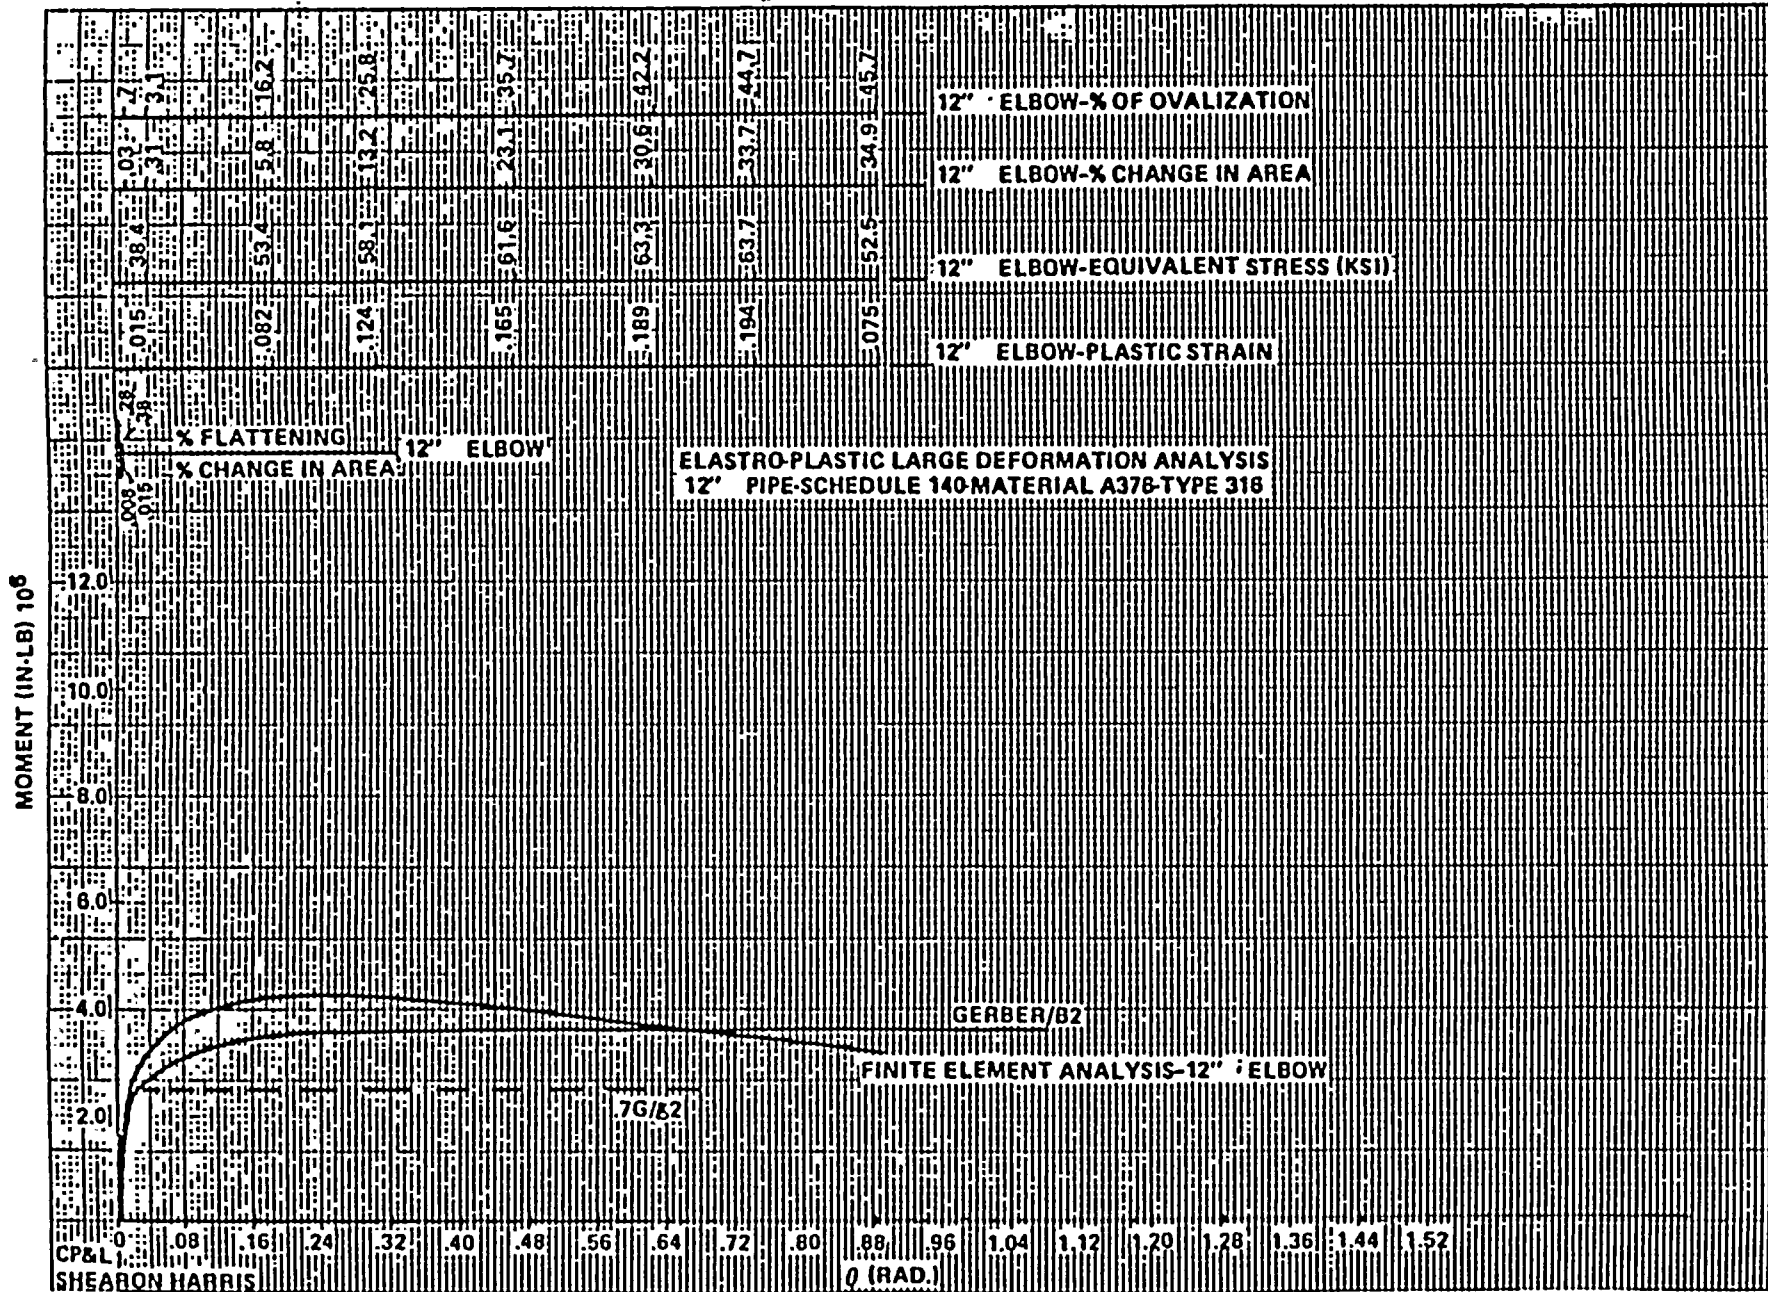 .7 3.1 16.2 25.8 35.7 42.2 44.7 45.7
12" ELBOW-% OF OVALIZATION
.03 .31 5.8 13.2 23.1 30.6 33.7 34.9
12" ELBOW-% CHANGE IN AREA
38.4 53.4 58.1 61.6 63.3 63.7 52.5
12" ELBOW-EQUIVALENT STRESS (KSI)
.015 .082 .124 .165 .189 .194 .075
12" ELBOW-PLASTIC STRAIN
.28 .38
% FLATTENING
12" ELBOW
% CHANGE IN AREA
.008 .015
ELASTRO-PLASTIC LARGE DEFORMATION ANALYSIS
12" PIPE-SCHEDULE 140-MATERIAL A376-TYPE 316
MOMENT (IN-LB) 10⁶
12.0
10.0
8.0
6.0
4.0
2.0
GERBER/B2
FINITE ELEMENT ANALYSIS-12" ELBOW
.7G/B2
0 .08 .16 .24 .32 .40 .48 .56 .64 .72 .80 .88 .96 1.04 1.12 1.20 1.28 1.36 1.44 1.52
θ (RAD.)
CP&L
SHEARON HARRIS